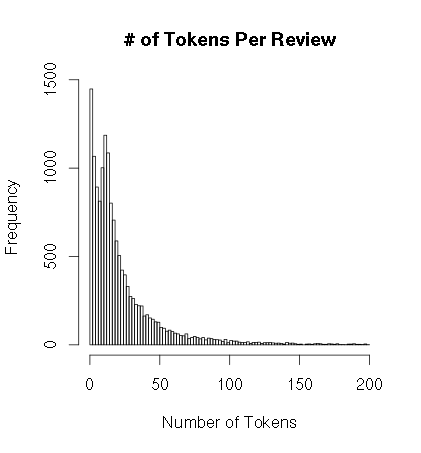 # of Tokens Per Review
1500
1000
500
0
Frequency
0 50 100 150 200
Number of Tokens